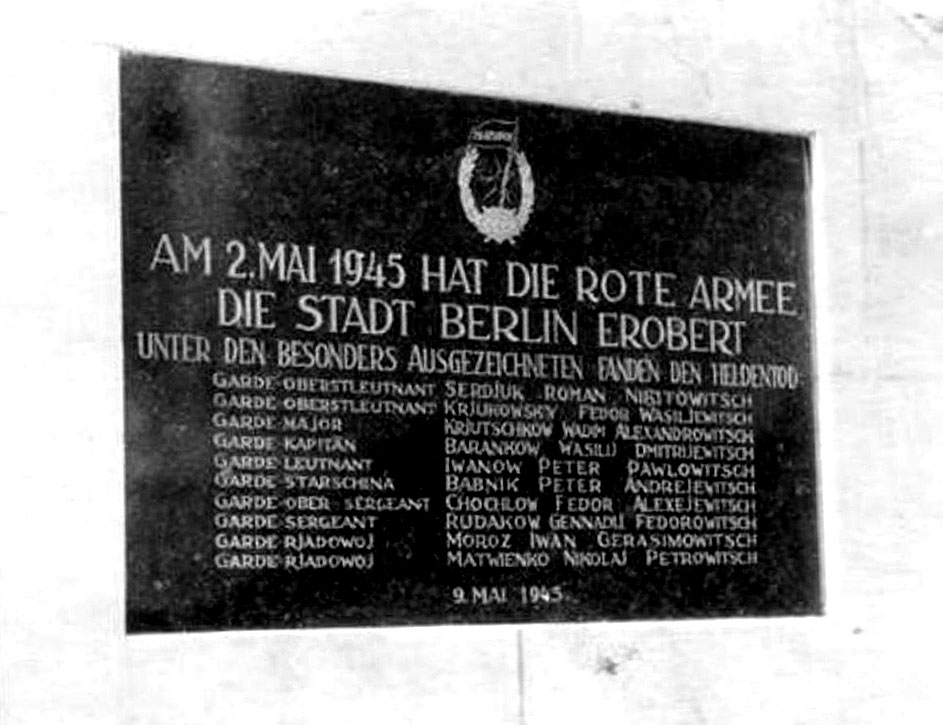 AM 2. MAI 1945 HAT DIE ROTE ARMEE
DIE STADT BERLIN EROBERT
UNTER DEN BESONDERS AUSGEZEICHNETEN FANDEN DEN HELDENTOD
GARDE-OBERSTLEUTNANT SERDJUK ROMAN NIBITOWITSCH
GARDE-OBERSTLEUTNANT KRJUKOWSKY FEDOR WASILJEWITSCH
GARDE-MAJOR KRJUTSCHKOW WADIM ALEXANDROWITSCH
GARDE-KAPITÄN BARANKOW WASILIJ DMITRIJEWITSCH
GARDE-LEUTNANT IWANOW PETER PAWLOWITSCH
GARDE-STARSCHINA BABNIK PETER ANDREJEWITSCH
GARDE-OBER-SERGEANT CHOCHLOW FEDOR ALEXEJEWITSCH
GARDE-SERGEANT RUDAKOW GENNADIJ FEDOROWITSCH
GARDE-RJADOWOJ MOROZ IWAN GERASIMOWITSCH
GARDE-RJADOWOJ MATWIENKO NIKOLAJ PETROWITSCH
9. MAI 1945